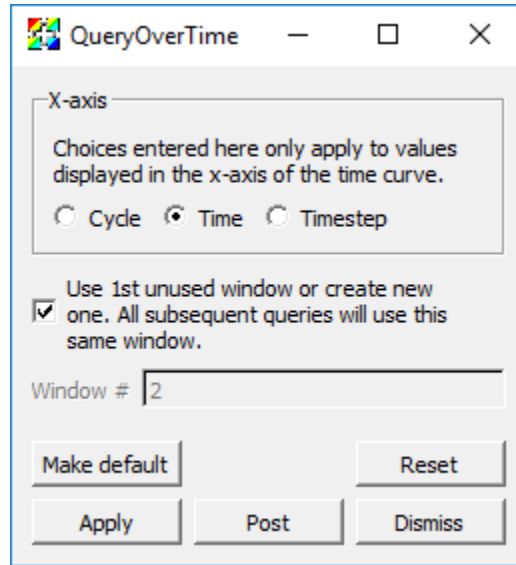 QueryOverTime
X-axis
Choices entered here only apply to values
displayed in the x-axis of the time curve.
Cycle Time Timestep
Use 1st unused window or create new
one. All subsequent queries will use this
same window.
Window # 2
Make default Reset
Apply Post Dismiss